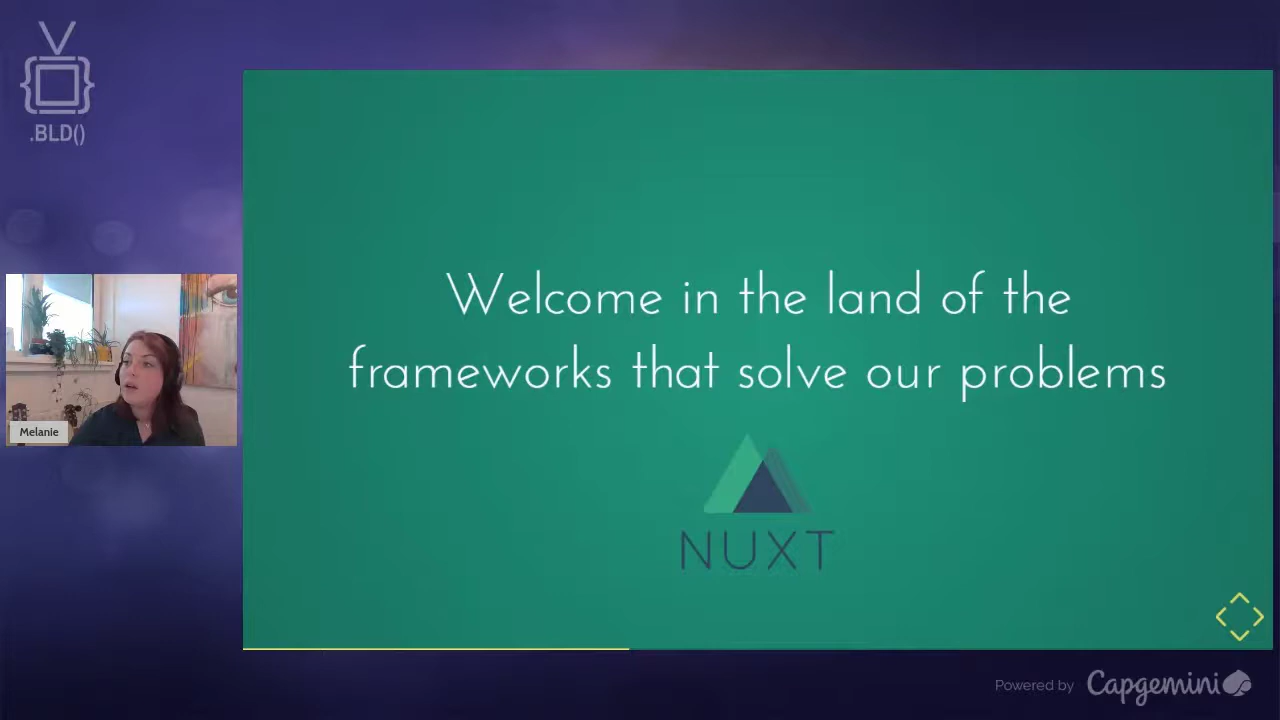 .BLD()
Welcome in the land of the
frameworks that solve our problems
NUXT
Melanie
Powered by Capgemini